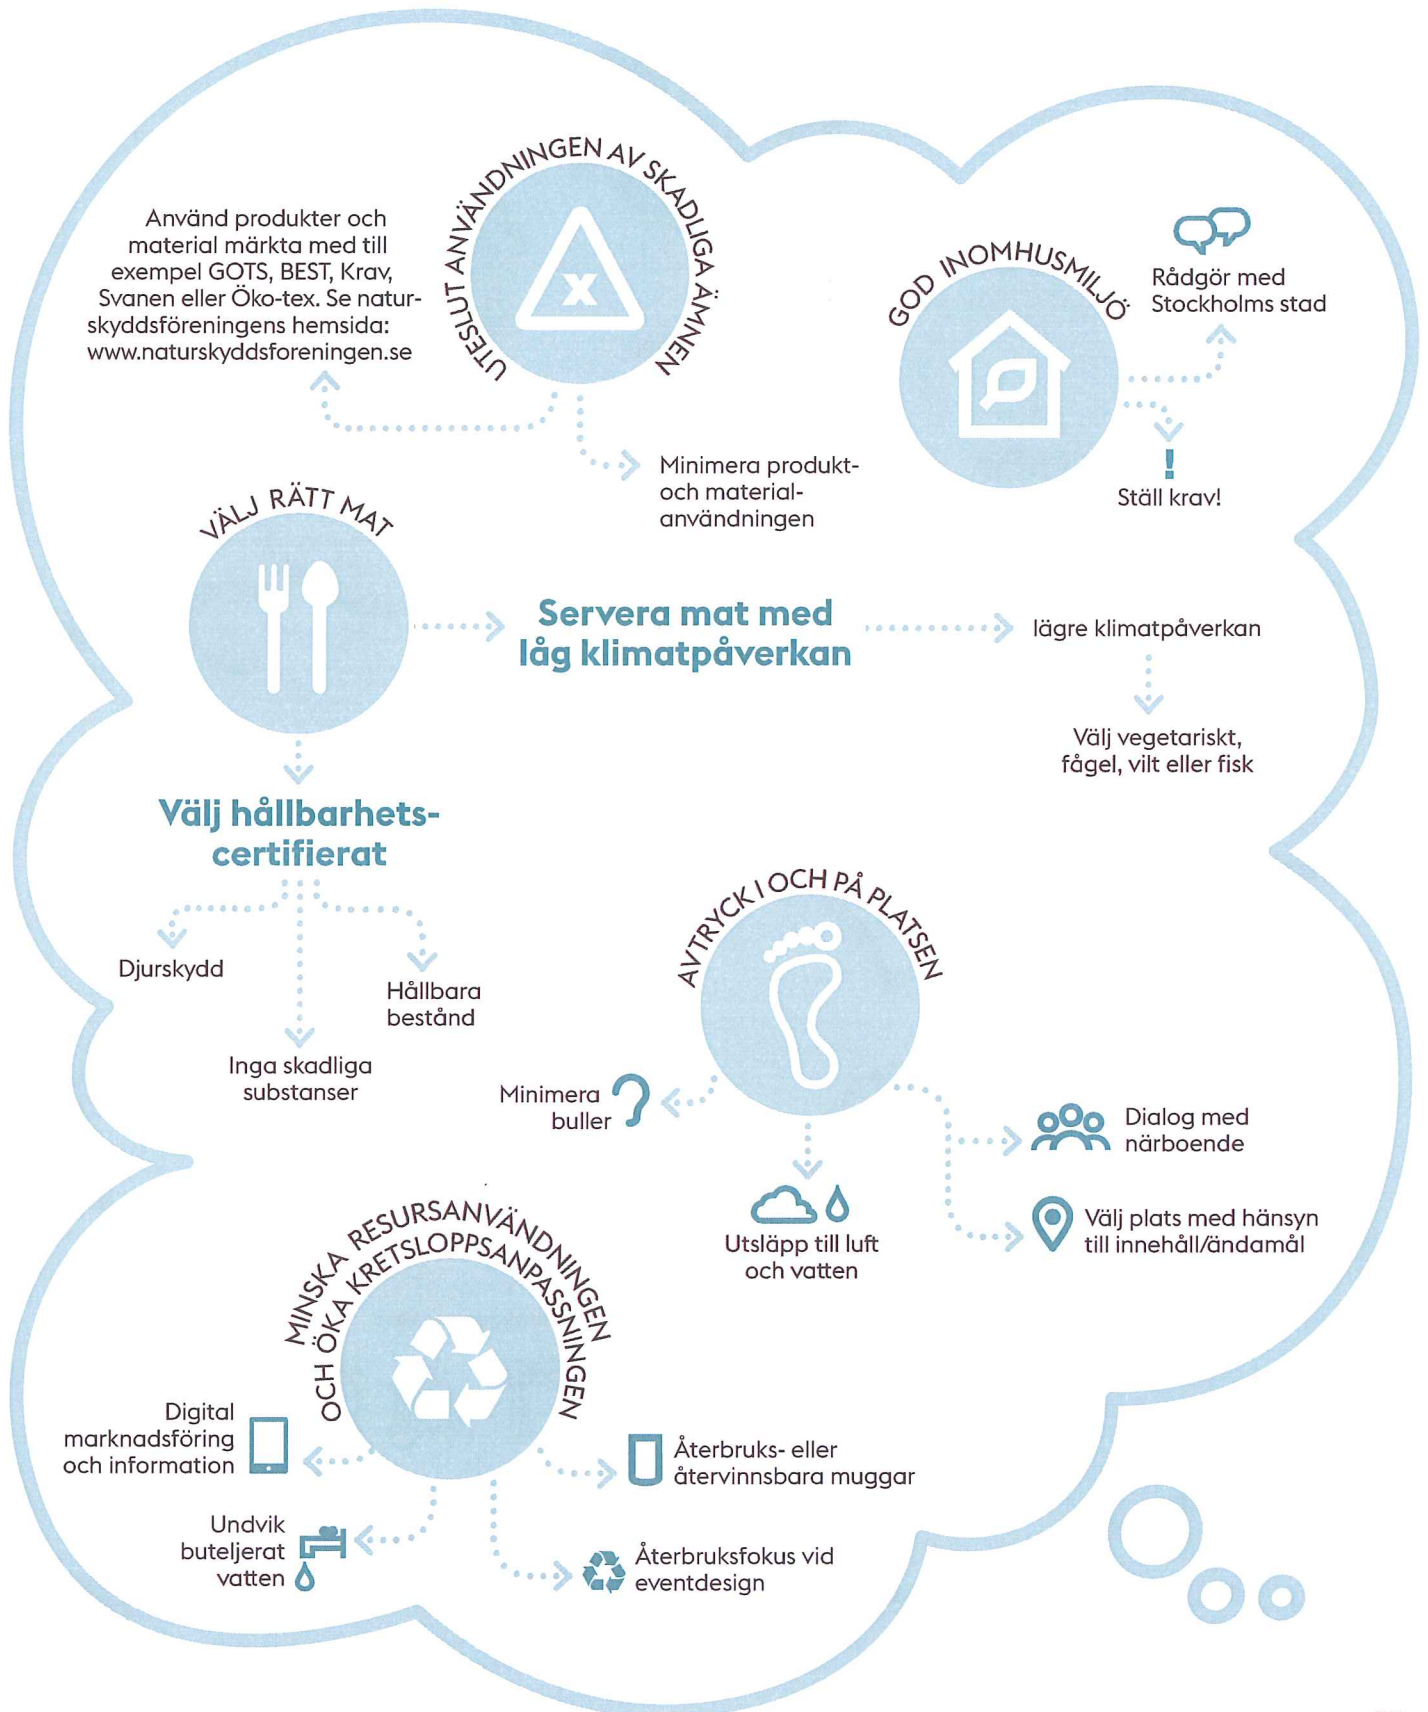 UTESLUT ANVÄNDNINGEN AV SKADLIGA ÄMNEN
Använd produkter och
material märkta med till
exempel GOTS, BEST, Krav,
Svanen eller Öko-tex. Se natur-
skyddsföreningens hemsida:
www.naturskyddsforeningen.se
x
Minimera produkt-
och material-
användningen
GOD INOMHUSMILJÖ
Rådgör med
Stockholms stad
!
Ställ krav!
VÄLJ RÄTT MAT
Servera mat med
låg klimatpåverkan
lägre klimatpåverkan
Välj vegetariskt,
fågel, vilt eller fisk
Välj hållbarhets-
certifierat
Djurskydd
Inga skadliga
substanser
Hållbara
bestånd
AVTRYCK I OCH PÅ PLATSEN
Minimera
buller
Utsläpp till luft
och vatten
Dialog med
närboende
Välj plats med hänsyn
till innehåll/ändamål
MINSKA RESURSANVÄNDNINGEN
OCH ÖKA KRETSLOPPSANPASSNINGEN
Digital
marknadsföring
och information
Undvik
buteljerat
vatten
Återbruks- eller
återvinnsbara muggar
Återbruksfokus vid
eventdesign